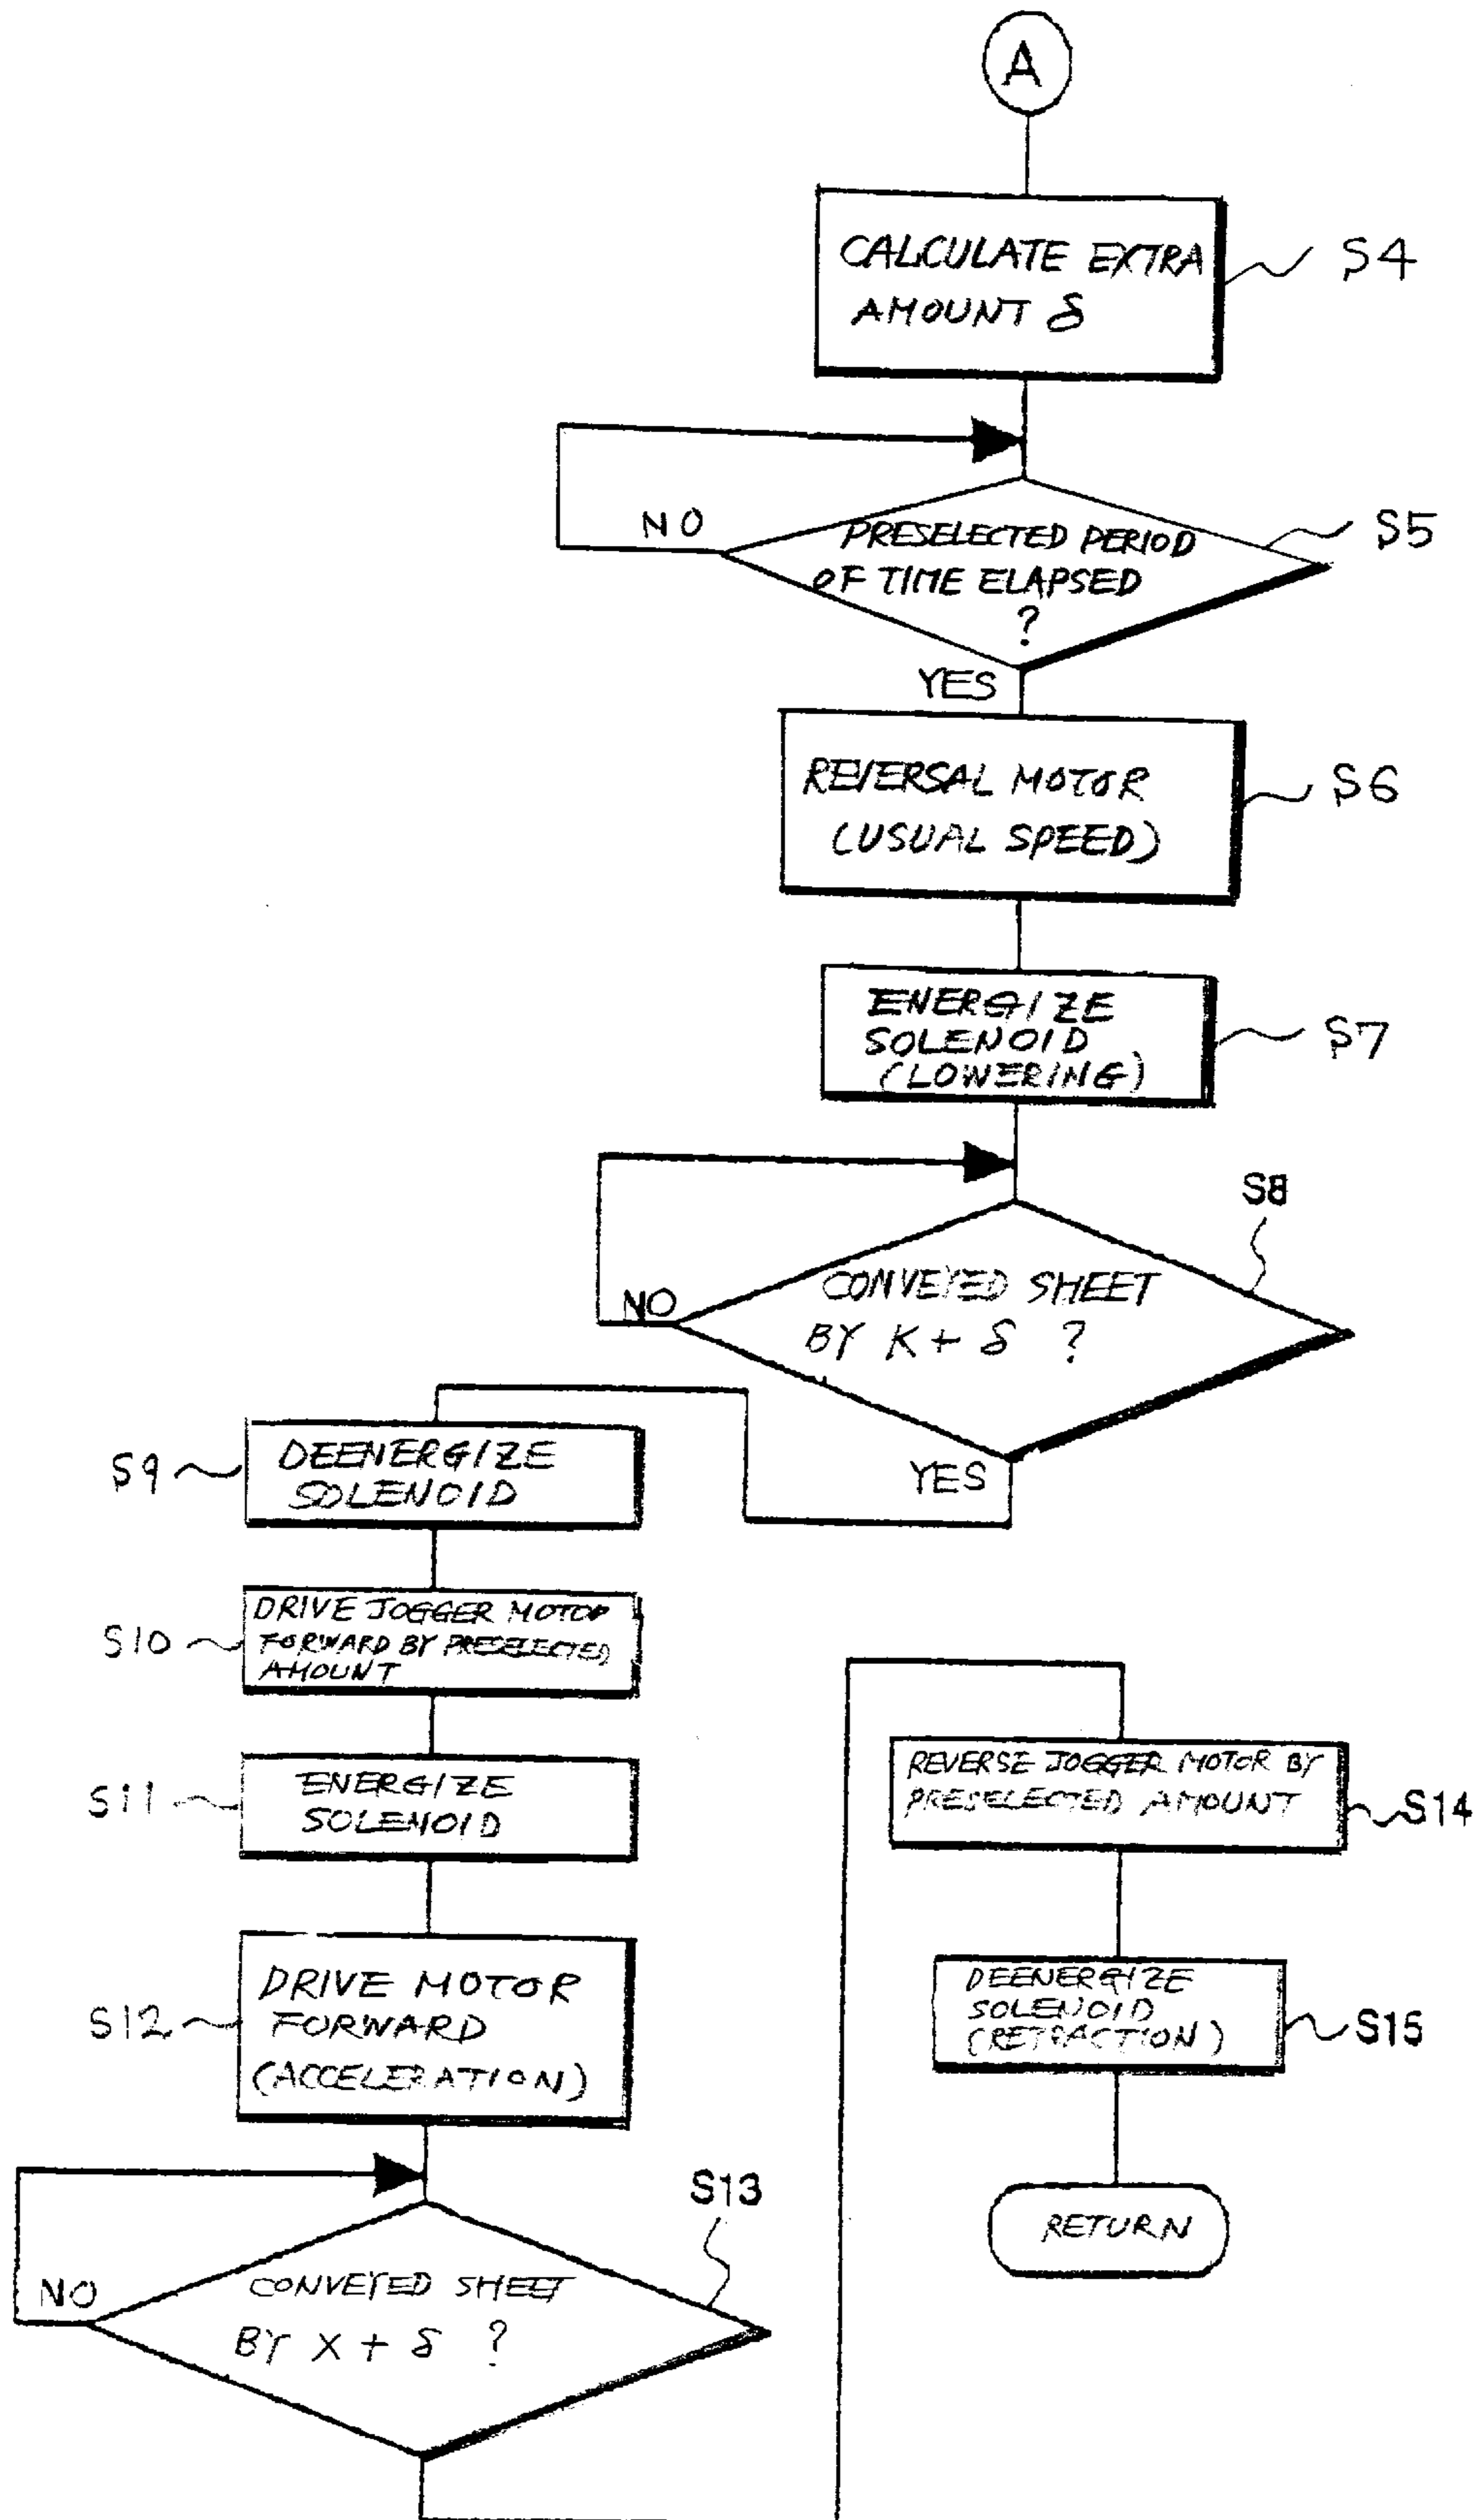 A
CALCULATE EXTRA
AMOUNT δ
S4
NO
PRESELECTED PERIOD
OF TIME ELAPSED
?
S5
YES
REVERSAL MOTOR
(USUAL SPEED)
S6
ENERGIZE
SOLENOID
(LOWERING)
S7
S8
NO
CONVEYED SHEET
BY K + δ ?
YES
S9
DEENERGIZE
SOLENOID
S10
DRIVE JOGGER MOTOR
FORWARD BY PRESELECTED
AMOUNT
S11
ENERGIZE
SOLENOID
S12
DRIVE MOTOR
FORWARD
(ACCELERATION)
S13
NO
CONVEYED SHEET
BY X + δ ?
REVERSE JOGGER MOTOR BY
PRESELECTED AMOUNT
S14
DEENERGIZE
SOLENOID
(RETRACTION)
S15
RETURN